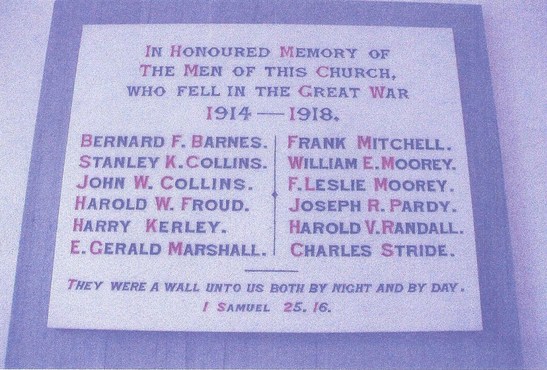 IN HONOURED MEMORY OF
THE MEN OF THIS CHURCH,
WHO FELL IN THE GREAT WAR
1914 — 1918.
BERNARD F. BARNES.
STANLEY K. COLLINS.
JOHN W. COLLINS.
HAROLD W. FROUD.
HARRY KERLEY.
E. GERALD MARSHALL.
FRANK MITCHELL.
WILLIAM E. MOOREY.
F. LESLIE MOOREY.
JOSEPH R. PARDY.
HAROLD V. RANDALL.
CHARLES STRIDE.
THEY WERE A WALL UNTO US BOTH BY NIGHT AND BY DAY.
I SAMUEL 25. 16.